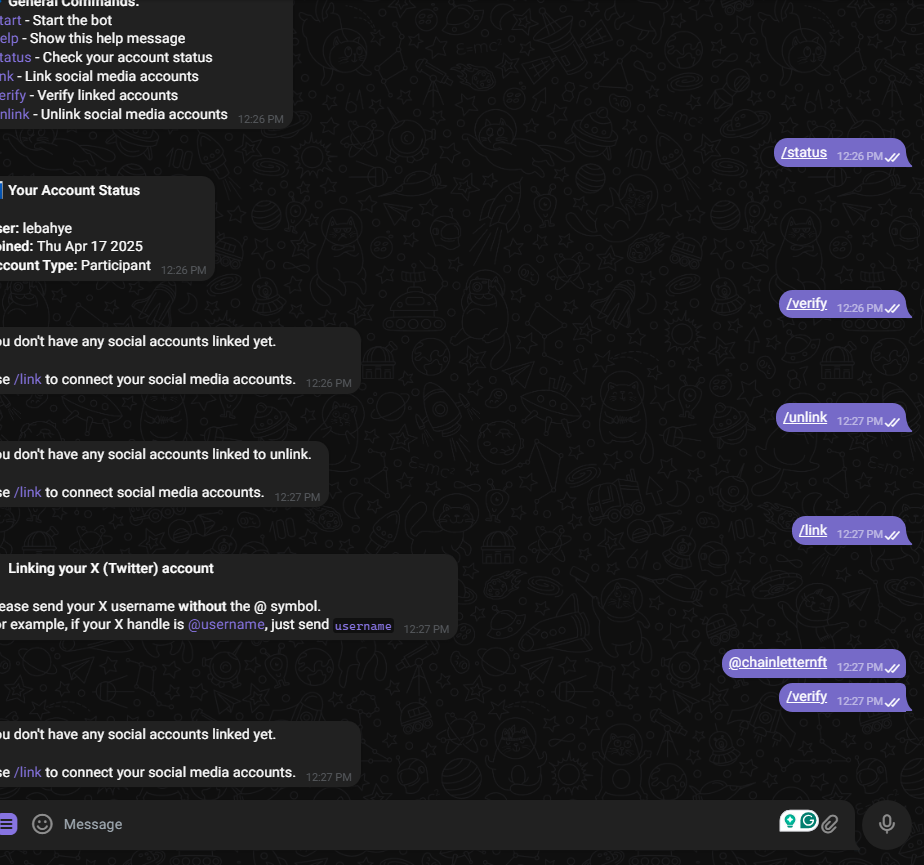 General Commands:
tart - Start the bot
elp - Show this help message
tatus - Check your account status
nk - Link social media accounts
erify - Verify linked accounts
nlink - Unlink social media accounts 12:26 PM
/status 12:26 PM
Your Account Status
ser: lebahye
oined: Thu Apr 17 2025
ccount Type: Participant 12:26 PM
/verify 12:26 PM
ou don't have any social accounts linked yet.
se /link to connect your social media accounts. 12:26 PM
/unlink 12:27 PM
ou don't have any social accounts linked to unlink.
se /link to connect social media accounts. 12:27 PM
/link 12:27 PM
Linking your X (Twitter) account
ease send your X username without the @ symbol.
or example, if your X handle is @username, just send username 12:27 PM
@chainletternft 12:27 PM
/verify 12:27 PM
ou don't have any social accounts linked yet.
se /link to connect your social media accounts. 12:27 PM
Message